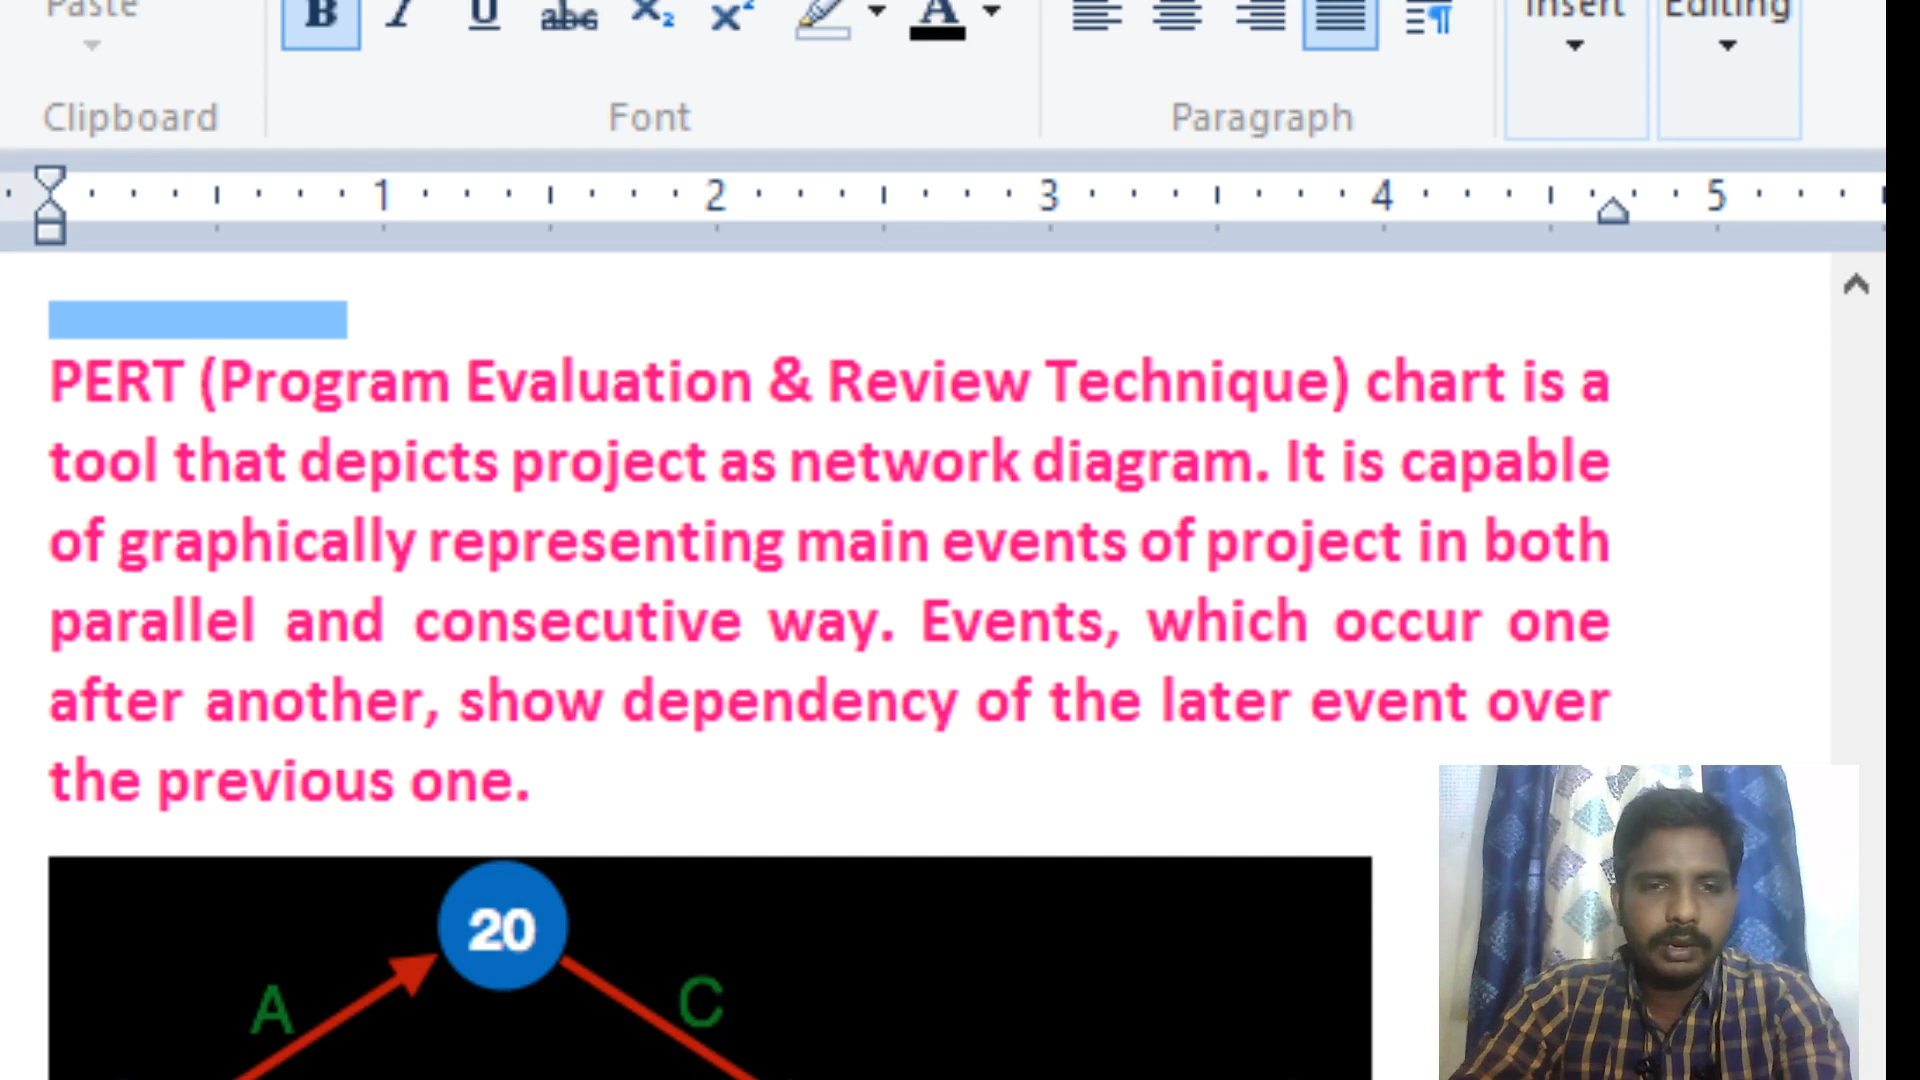 Paste
Insert
Editing
B I U abc X₂ X² A
Clipboard
Font
Paragraph
1 2 3 4 5
PERT (Program Evaluation & Review Technique) chart is a
tool that depicts project as network diagram. It is capable
of graphically representing main events of project in both
parallel and consecutive way. Events, which occur one
after another, show dependency of the later event over
the previous one.
20
A
C